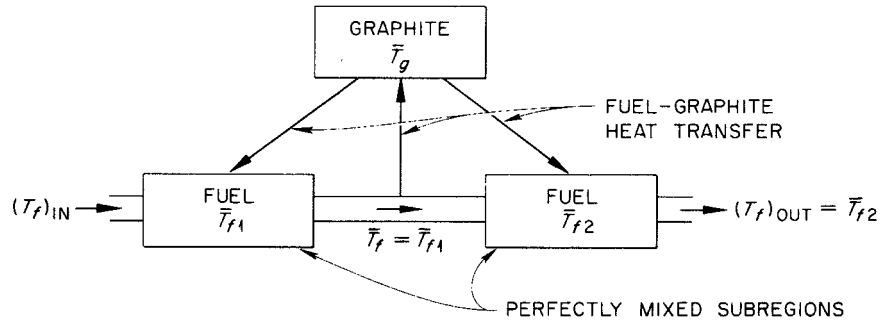 GRAPHITE
T̄g
FUEL–GRAPHITE
HEAT TRANSFER
(Tf)IN
FUEL
T̄f1
T̄f = T̄f1
FUEL
T̄f2
(Tf)OUT = T̄f2
PERFECTLY MIXED SUBREGIONS